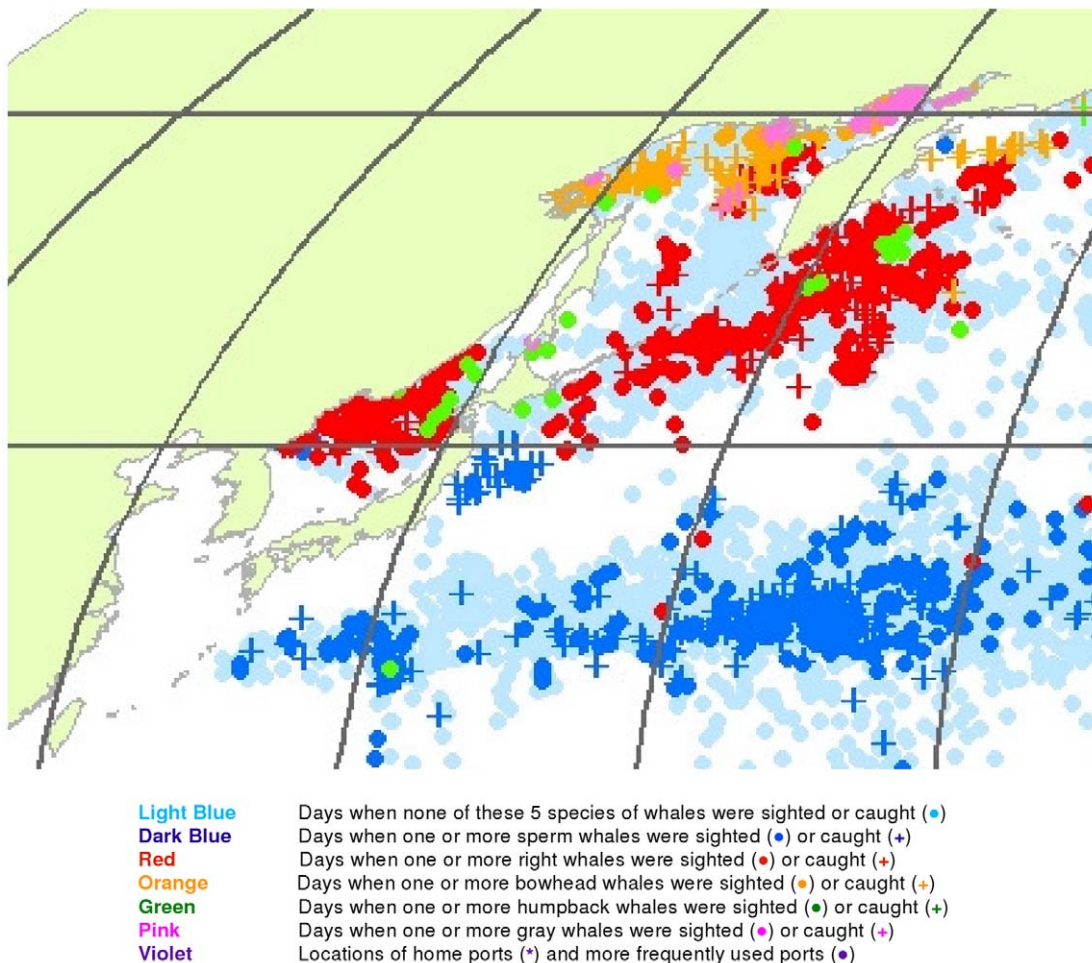 Light Blue Days when none of these 5 species of whales were sighted or caught (●)
Dark Blue Days when one or more sperm whales were sighted (●) or caught (+)
Red Days when one or more right whales were sighted (●) or caught (+)
Orange Days when one or more bowhead whales were sighted (●) or caught (+)
Green Days when one or more humpback whales were sighted (●) or caught (+)
Pink Days when one or more gray whales were sighted (●) or caught (+)
Violet Locations of home ports (*) and more frequently used ports (●)